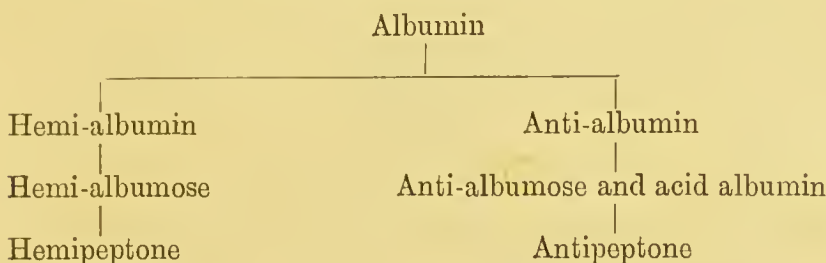 Albumin
Hemi-albumin Anti-albumin
Hemi-albumose Anti-albumose and acid albumin
Hemipeptone Antipeptone